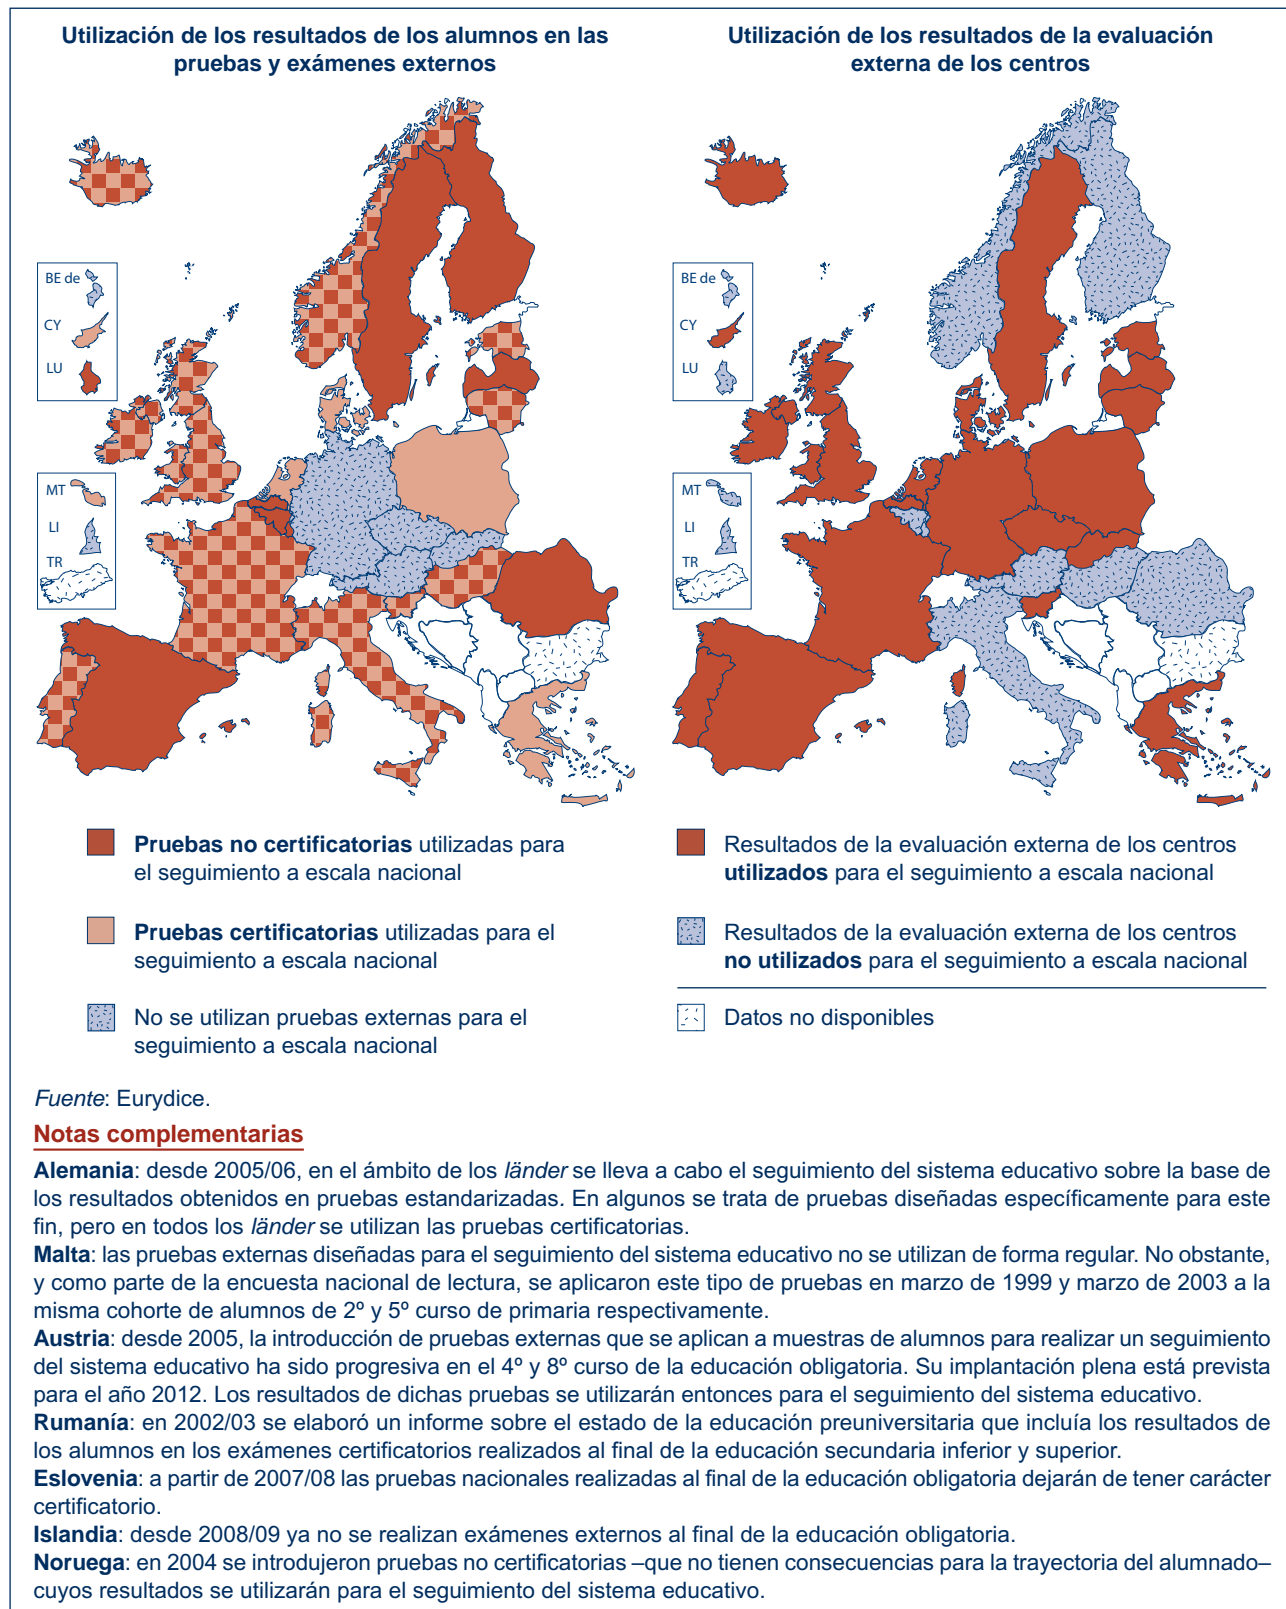 Utilización de los resultados de los alumnos en las
pruebas y exámenes externos
Utilización de los resultados de la evaluación
externa de los centros
BE de
CY
LU
MT
LI
TR
BE de
CY
LU
MT
LI
TR
Pruebas no certificatorias utilizadas para
el seguimiento a escala nacional
Pruebas certificatorias utilizadas para el
seguimiento a escala nacional
No se utilizan pruebas externas para el
seguimiento a escala nacional
Resultados de la evaluación externa de los centros
utilizados para el seguimiento a escala nacional
Resultados de la evaluación externa de los centros
no utilizados para el seguimiento a escala nacional
Datos no disponibles
Fuente: Eurydice.
Notas complementarias
Alemania: desde 2005/06, en el ámbito de los länder se lleva a cabo el seguimiento del sistema educativo sobre la base de
los resultados obtenidos en pruebas estandarizadas. En algunos se trata de pruebas diseñadas específicamente para este
fin, pero en todos los länder se utilizan las pruebas certificatorias.
Malta: las pruebas externas diseñadas para el seguimiento del sistema educativo no se utilizan de forma regular. No obstante,
y como parte de la encuesta nacional de lectura, se aplicaron este tipo de pruebas en marzo de 1999 y marzo de 2003 a la
misma cohorte de alumnos de 2º y 5º curso de primaria respectivamente.
Austria: desde 2005, la introducción de pruebas externas que se aplican a muestras de alumnos para realizar un seguimiento
del sistema educativo ha sido progresiva en el 4º y 8º curso de la educación obligatoria. Su implantación plena está prevista
para el año 2012. Los resultados de dichas pruebas se utilizarán entonces para el seguimiento del sistema educativo.
Rumanía: en 2002/03 se elaboró un informe sobre el estado de la educación preuniversitaria que incluía los resultados de
los alumnos en los exámenes certificatorios realizados al final de la educación secundaria inferior y superior.
Eslovenia: a partir de 2007/08 las pruebas nacionales realizadas al final de la educación obligatoria dejarán de tener carácter
certificatorio.
Islandia: desde 2008/09 ya no se realizan exámenes externos al final de la educación obligatoria.
Noruega: en 2004 se introdujeron pruebas no certificatorias –que no tienen consecuencias para la trayectoria del alumnado–
cuyos resultados se utilizarán para el seguimiento del sistema educativo.